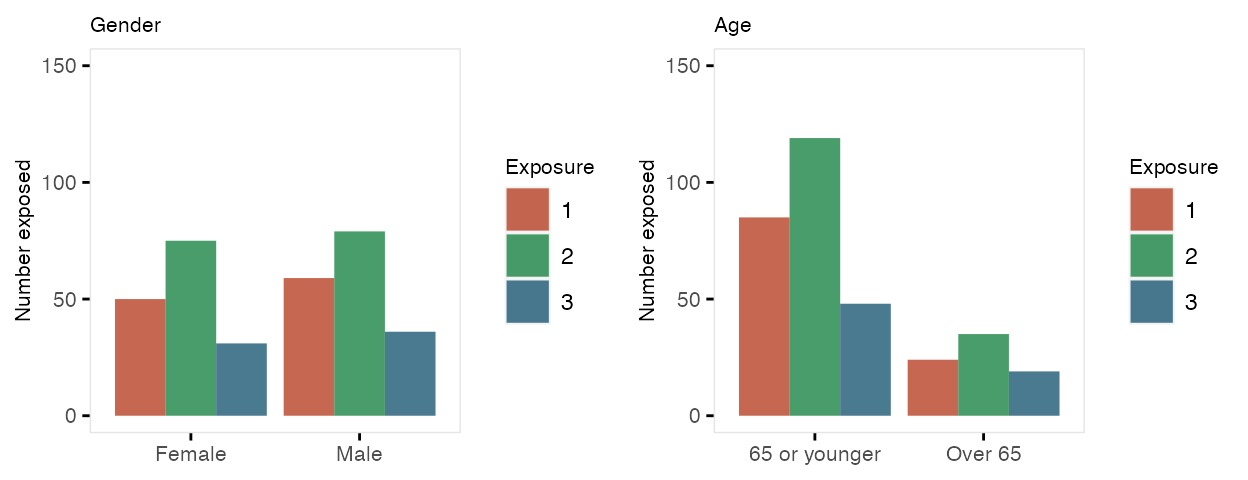 Gender
150
100
50
0
Number exposed
Female Male
Exposure
1
2
3
Age
150
100
50
0
Number exposed
65 or younger Over 65
Exposure
1
2
3